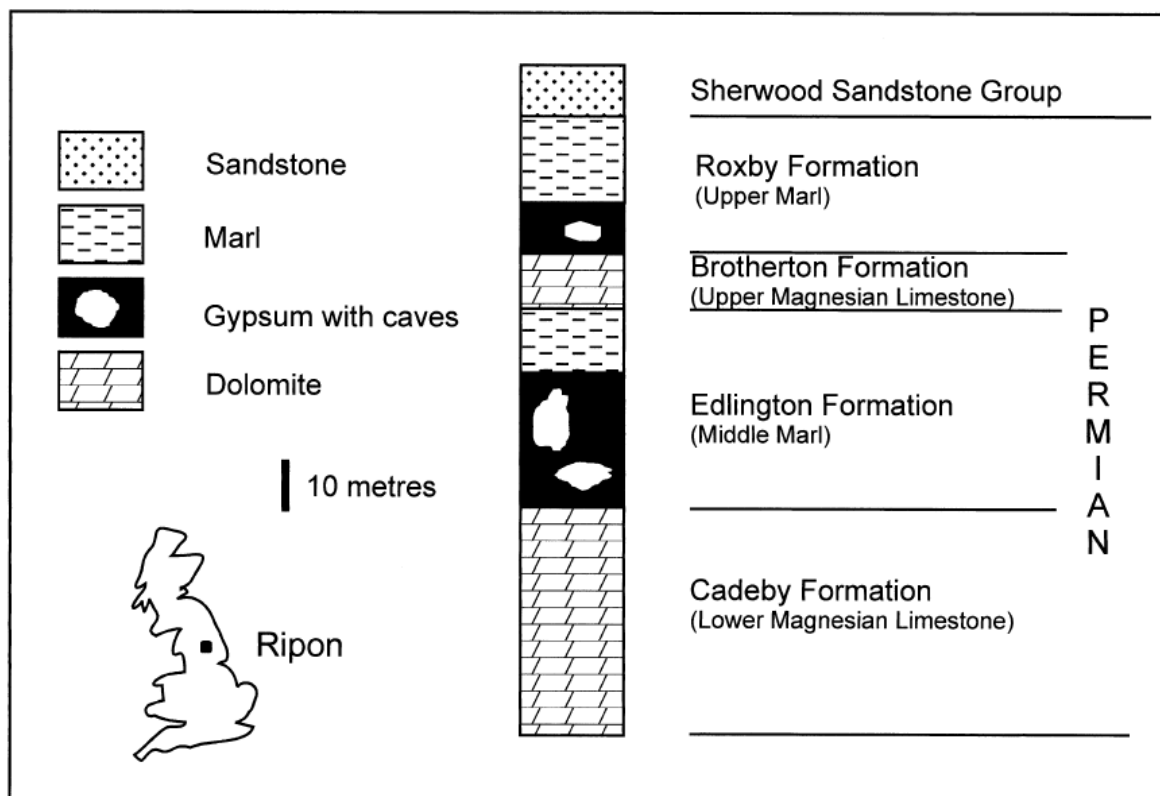 Sandstone
Marl
Gypsum with caves
Dolomite
10 metres
Ripon
Sherwood Sandstone Group
Roxby Formation
(Upper Marl)
Brotherton Formation
(Upper Magnesian Limestone)
Edlington Formation
(Middle Marl)
Cadeby Formation
(Lower Magnesian Limestone)
PERMIAN